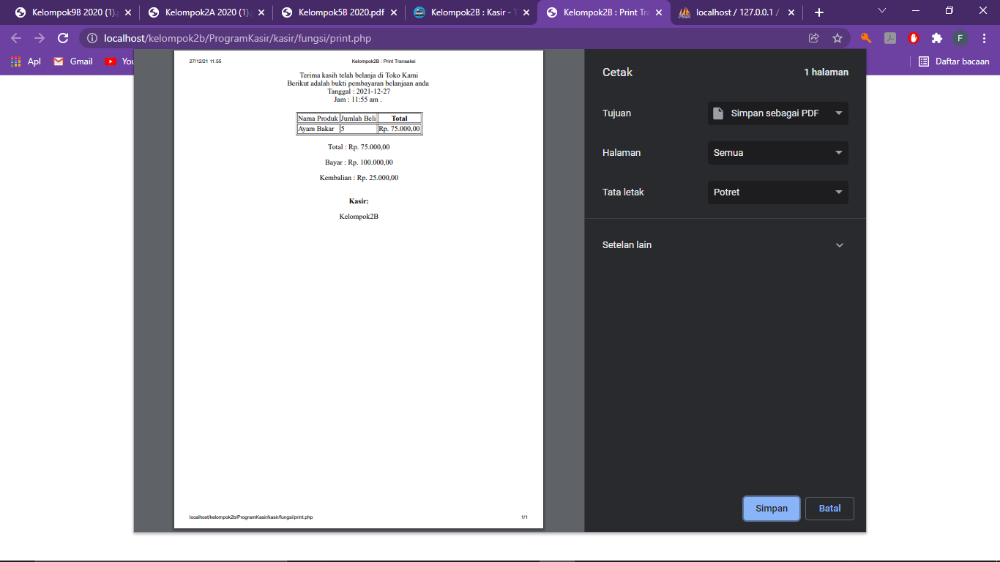 Kelompok9B 2020 (1).
Kelompok2A 2020 (1)
Kelompok5B 2020.pdf
Kelompok2B : Kasir - T
Kelompok2B : Print Tra
localhost / 127.0.0.1 /
localhost/kelompok2b/ProgramKasir/kasir/fungsi/print.php
F
Apl
Gmail
You
Daftar bacaan
27/12/21 11.55
Kelompok2B : Print Transaksi
Terima kasih telah belanja di Toko Kami
Berikut adalah bukti pembayaran belanjaan anda
Tanggal : 2021-12-27
Jam : 11:55 am .
Nama Produk Jumlah Beli Total
Ayam Bakar 5 Rp. 75.000,00
Total : Rp. 75.000,00
Bayar : Rp. 100.000,00
Kembalian : Rp. 25.000,00
Kasir:
Kelompok2B
localhost/kelompok2b/ProgramKasir/kasir/fungsi/print.php
1/1
Cetak
1 halaman
Tujuan
Simpan sebagai PDF
Halaman
Semua
Tata letak
Potret
Setelan lain
Simpan
Batal